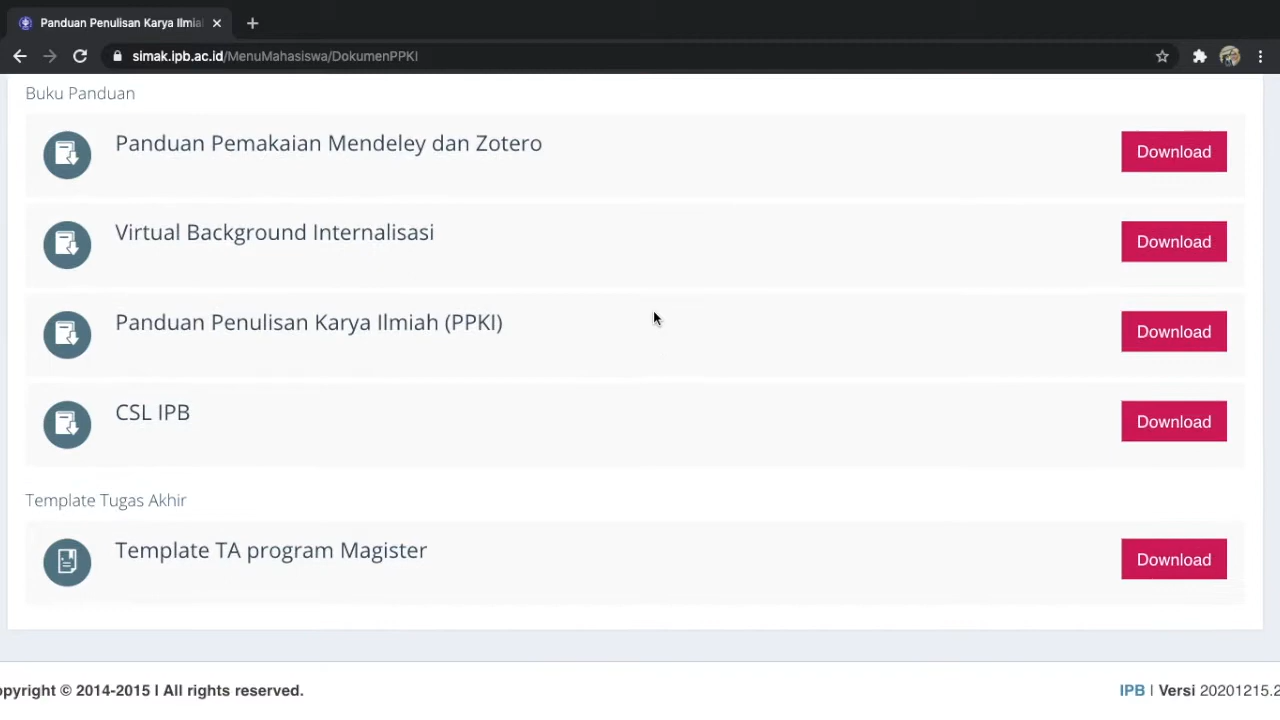 Panduan Penulisan Karya Ilmia
simak.ipb.ac.id/MenuMahasiswa/DokumenPPKI
Buku Panduan
Panduan Pemakaian Mendeley dan Zotero
Download
Virtual Background Internalisasi
Download
Panduan Penulisan Karya Ilmiah (PPKI)
Download
CSL IPB
Download
Template Tugas Akhir
Template TA program Magister
Download
opyright © 2014-2015 I All rights reserved.
IPB I Versi 20201215.2